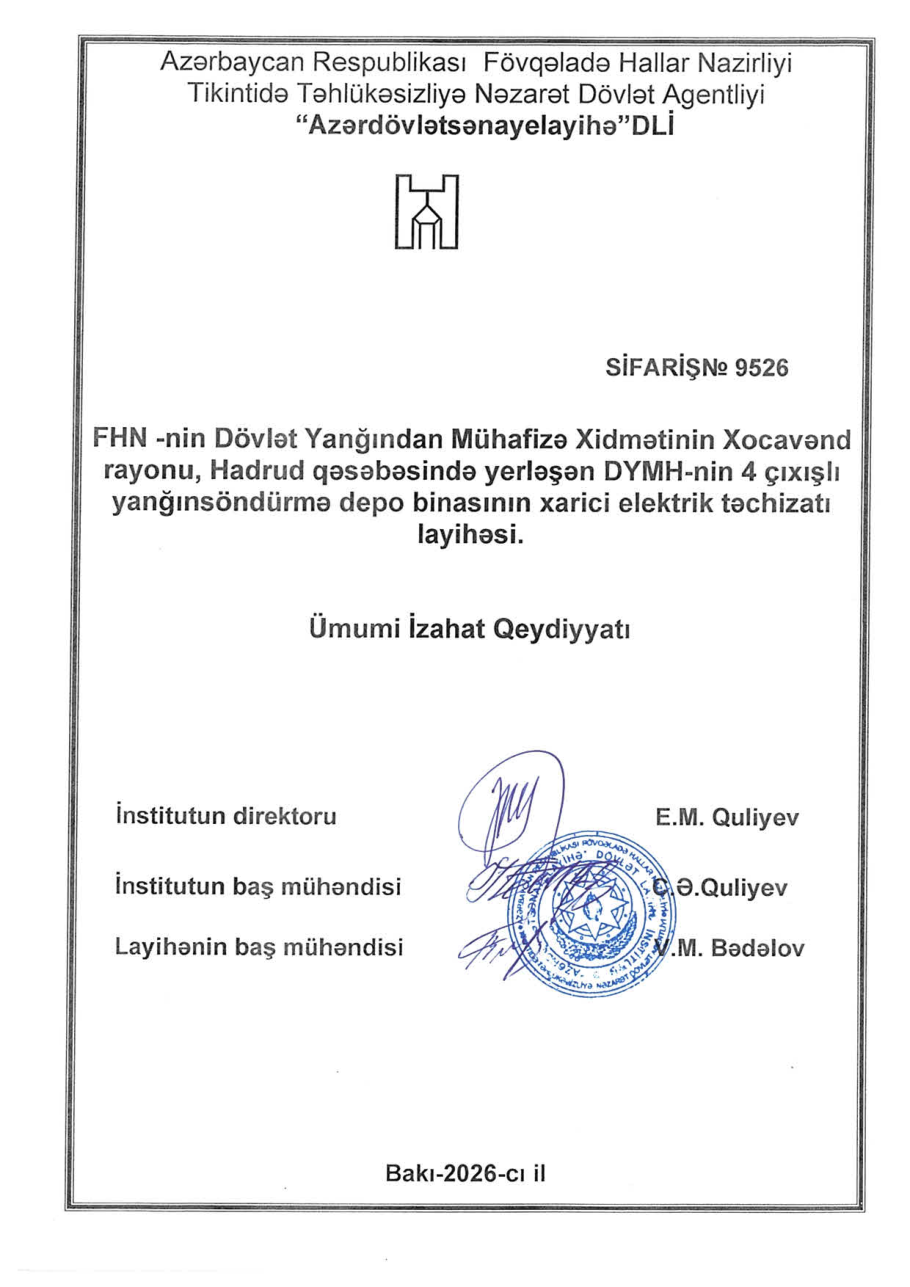 Azərbaycan Respublikası Fövqəladə Hallar Nazirliyi
Tikintidə Təhlükəsizliyə Nəzarət Dövlət Agentliyi
“Azərdövlətsənayelayihə”DLİ
SİFARİŞ№ 9526
FHN -nin Dövlət Yanğından Mühafizə Xidmətinin Xocavənd
rayonu, Hadrud qəsəbəsində yerləşən DYMH-nin 4 çıxışlı
yanğınsöndürmə depo binasının xarici elektrik təchizatı
layihəsi.
Ümumi İzahat Qeydiyyatı
İnstitutun direktoru E.M. Quliyev
İnstitutun baş mühəndisi Ə.Quliyev
Layihənin baş mühəndisi V.M. Bədəlov
Bakı-2026-cı il